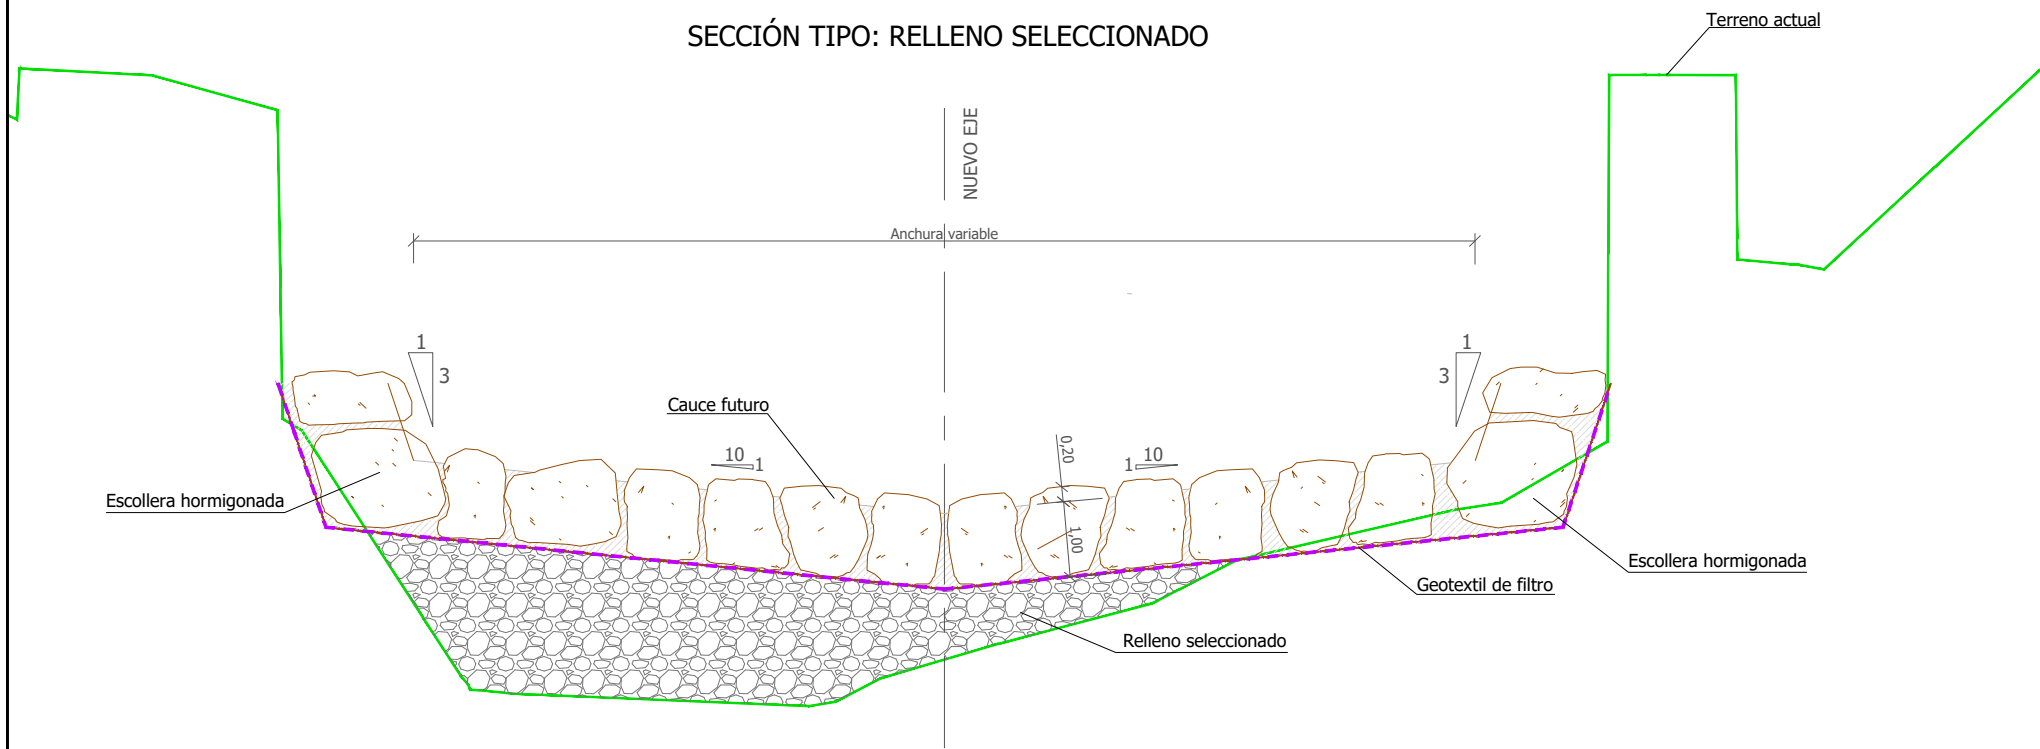 SECCIÓN TIPO: RELLENO SELECCIONADO
Terreno actual
NUEVO EJE
Anchura variable
1
3
1
3
Cauce futuro
10
1
0,20
1,00
10
1
Escollera hormigonada
Escollera hormigonada
Geotextil de filtro
Relleno seleccionado